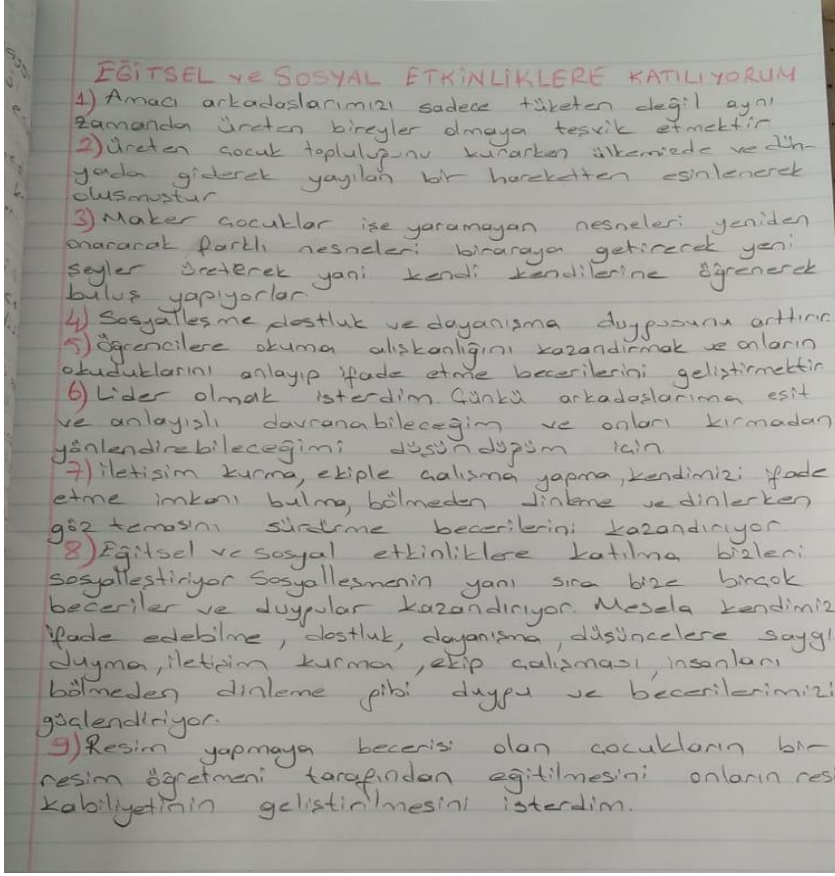 EĞİTSEL ve SOSYAL ETKİNLİKLERE KATILIYORUM
1) Amacı arkadaşlarımızı sadece tüketen değil aynı
zamanda üreten bireyler olmaya teşvik etmektir
2) Üreten çocuk topluluğunu kurarken ülkemizde ve dün-
yada giderek yayılan bir hareketten esinlenerek
oluşmuştur
3) Maker çocuklar işe yaramayan nesneleri yeniden
onararak farklı nesneleri biraraya getirerek yeni
şeyler üreterek yani kendi kendilerine öğrenerek
buluş yapıyorlar
4) Sosyalleşme dostluk ve dayanışma duygusunu arttırır
5) Öğrencilere okuma alışkanlığını kazandırmak ve onların
okuduklarını anlayıp ifade etme becerilerini geliştirmektir
6) Lider olmak isterdim. Çünkü arkadaşlarıma eşit
ve anlayışlı davranabileceğim ve onları kırmadan
yönlendirebileceğimi düşündüğüm için
7) İletişim kurma, ekiple çalışma yapma, kendimizi ifade
etme imkanı bulma, bölmeden dinleme ve dinlerken
göz temasını sürdürme becerilerini kazandırıyor
8) Eğitsel ve sosyal etkinliklere katılma bizleri
sosyalleştiriyor Sosyalleşmenin yanı sıra bize birçok
beceriler ve duygular kazandırıyor. Mesela kendimiz
ifade edebilme, dostluk, dayanışma, düşüncelere saygı
duyma, iletişim kurma, ekip çalışması, insanları
bölmeden dinleme gibi duygu ve becerilerimizi
güçlendiriyor.
9) Resim yapmaya becerisi olan çocukların bir
resim öğretmeni tarafından eğitilmesini onların res
kabiliyetinin geliştirilmesini isterdim.